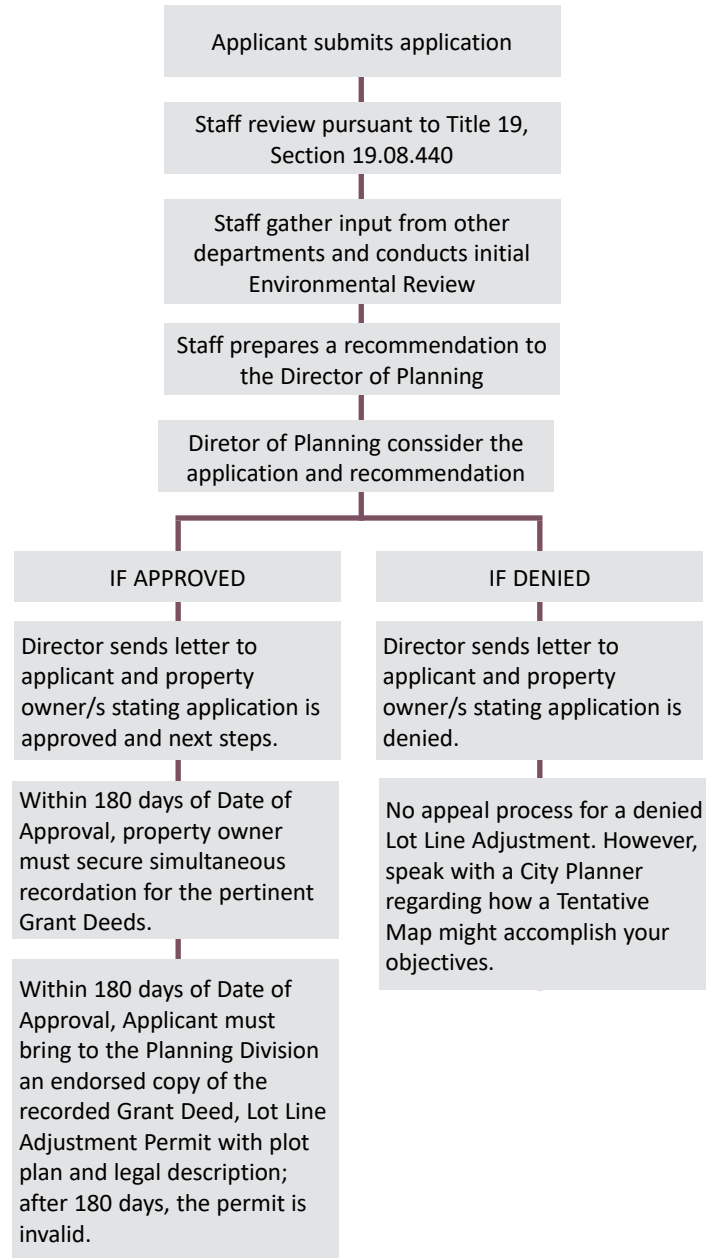 Applicant submits application
Staff review pursuant to Title 19,
Section 19.08.440
Staff gather input from other
departments and conducts initial
Environmental Review
Staff prepares a recommendation to
the Director of Planning
Diretor of Planning conssider the
application and recommendation
IF APPROVED
Director sends letter to
applicant and property
owner/s stating application is
approved and next steps.
Within 180 days of Date of
Approval, property owner
must secure simultaneous
recordation for the pertinent
Grant Deeds.
Within 180 days of Date of
Approval, Applicant must
bring to the Planning Division
an endorsed copy of the
recorded Grant Deed, Lot Line
Adjustment Permit with plot
plan and legal description;
after 180 days, the permit is
invalid.
IF DENIED
Director sends letter to
applicant and property
owner/s stating application is
denied.
No appeal process for a denied
Lot Line Adjustment. However,
speak with a City Planner
regarding how a Tentative
Map might accomplish your
objectives.